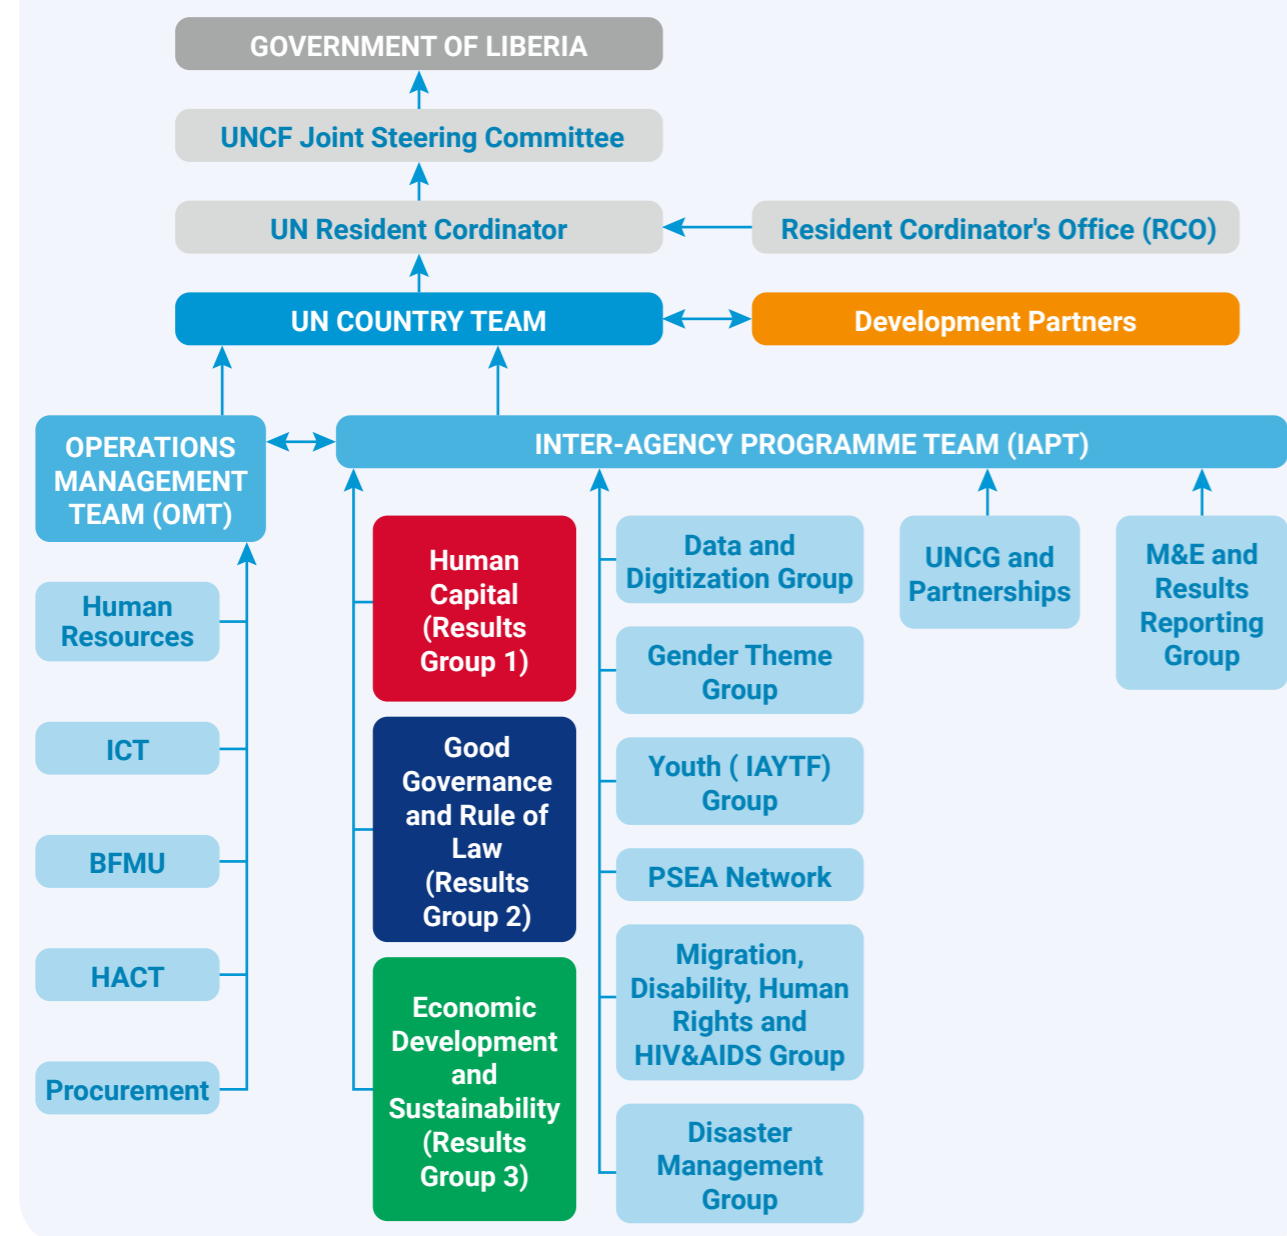 GOVERNMENT OF LIBERIA
UNCF Joint Steering Committee
UN Resident Cordinator
Resident Cordinator's Office (RCO)
UN COUNTRY TEAM
Development Partners
OPERATIONS
MANAGEMENT
TEAM (OMT)
INTER-AGENCY PROGRAMME TEAM (IAPT)
Human
Resources
ICT
BFMU
HACT
Procurement
Human
Capital
(Results
Group 1)
Good
Governance
and Rule of
Law
(Results
Group 2)
Economic
Development
and
Sustainability
(Results
Group 3)
Data and
Digitization Group
Gender Theme
Group
Youth ( IAYTF)
Group
PSEA Network
Migration,
Disability, Human
Rights and
HIV&AIDS Group
Disaster
Management
Group
UNCG and
Partnerships
M&E and
Results
Reporting
Group